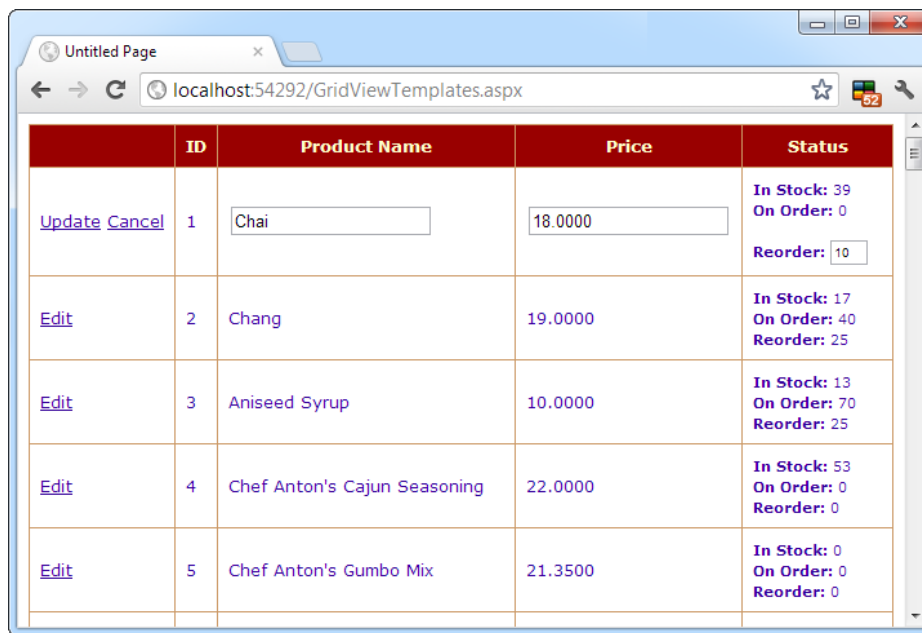 Untitled Page
localhost:54292/GridViewTemplates.aspx
52
ID Product Name Price Status
Update Cancel 1 Chai 18.0000 In Stock: 39
On Order: 0
Reorder: 10
Edit 2 Chang 19.0000 In Stock: 17
On Order: 40
Reorder: 25
Edit 3 Aniseed Syrup 10.0000 In Stock: 13
On Order: 70
Reorder: 25
Edit 4 Chef Anton's Cajun Seasoning 22.0000 In Stock: 53
On Order: 0
Reorder: 0
Edit 5 Chef Anton's Gumbo Mix 21.3500 In Stock: 0
On Order: 0
Reorder: 0